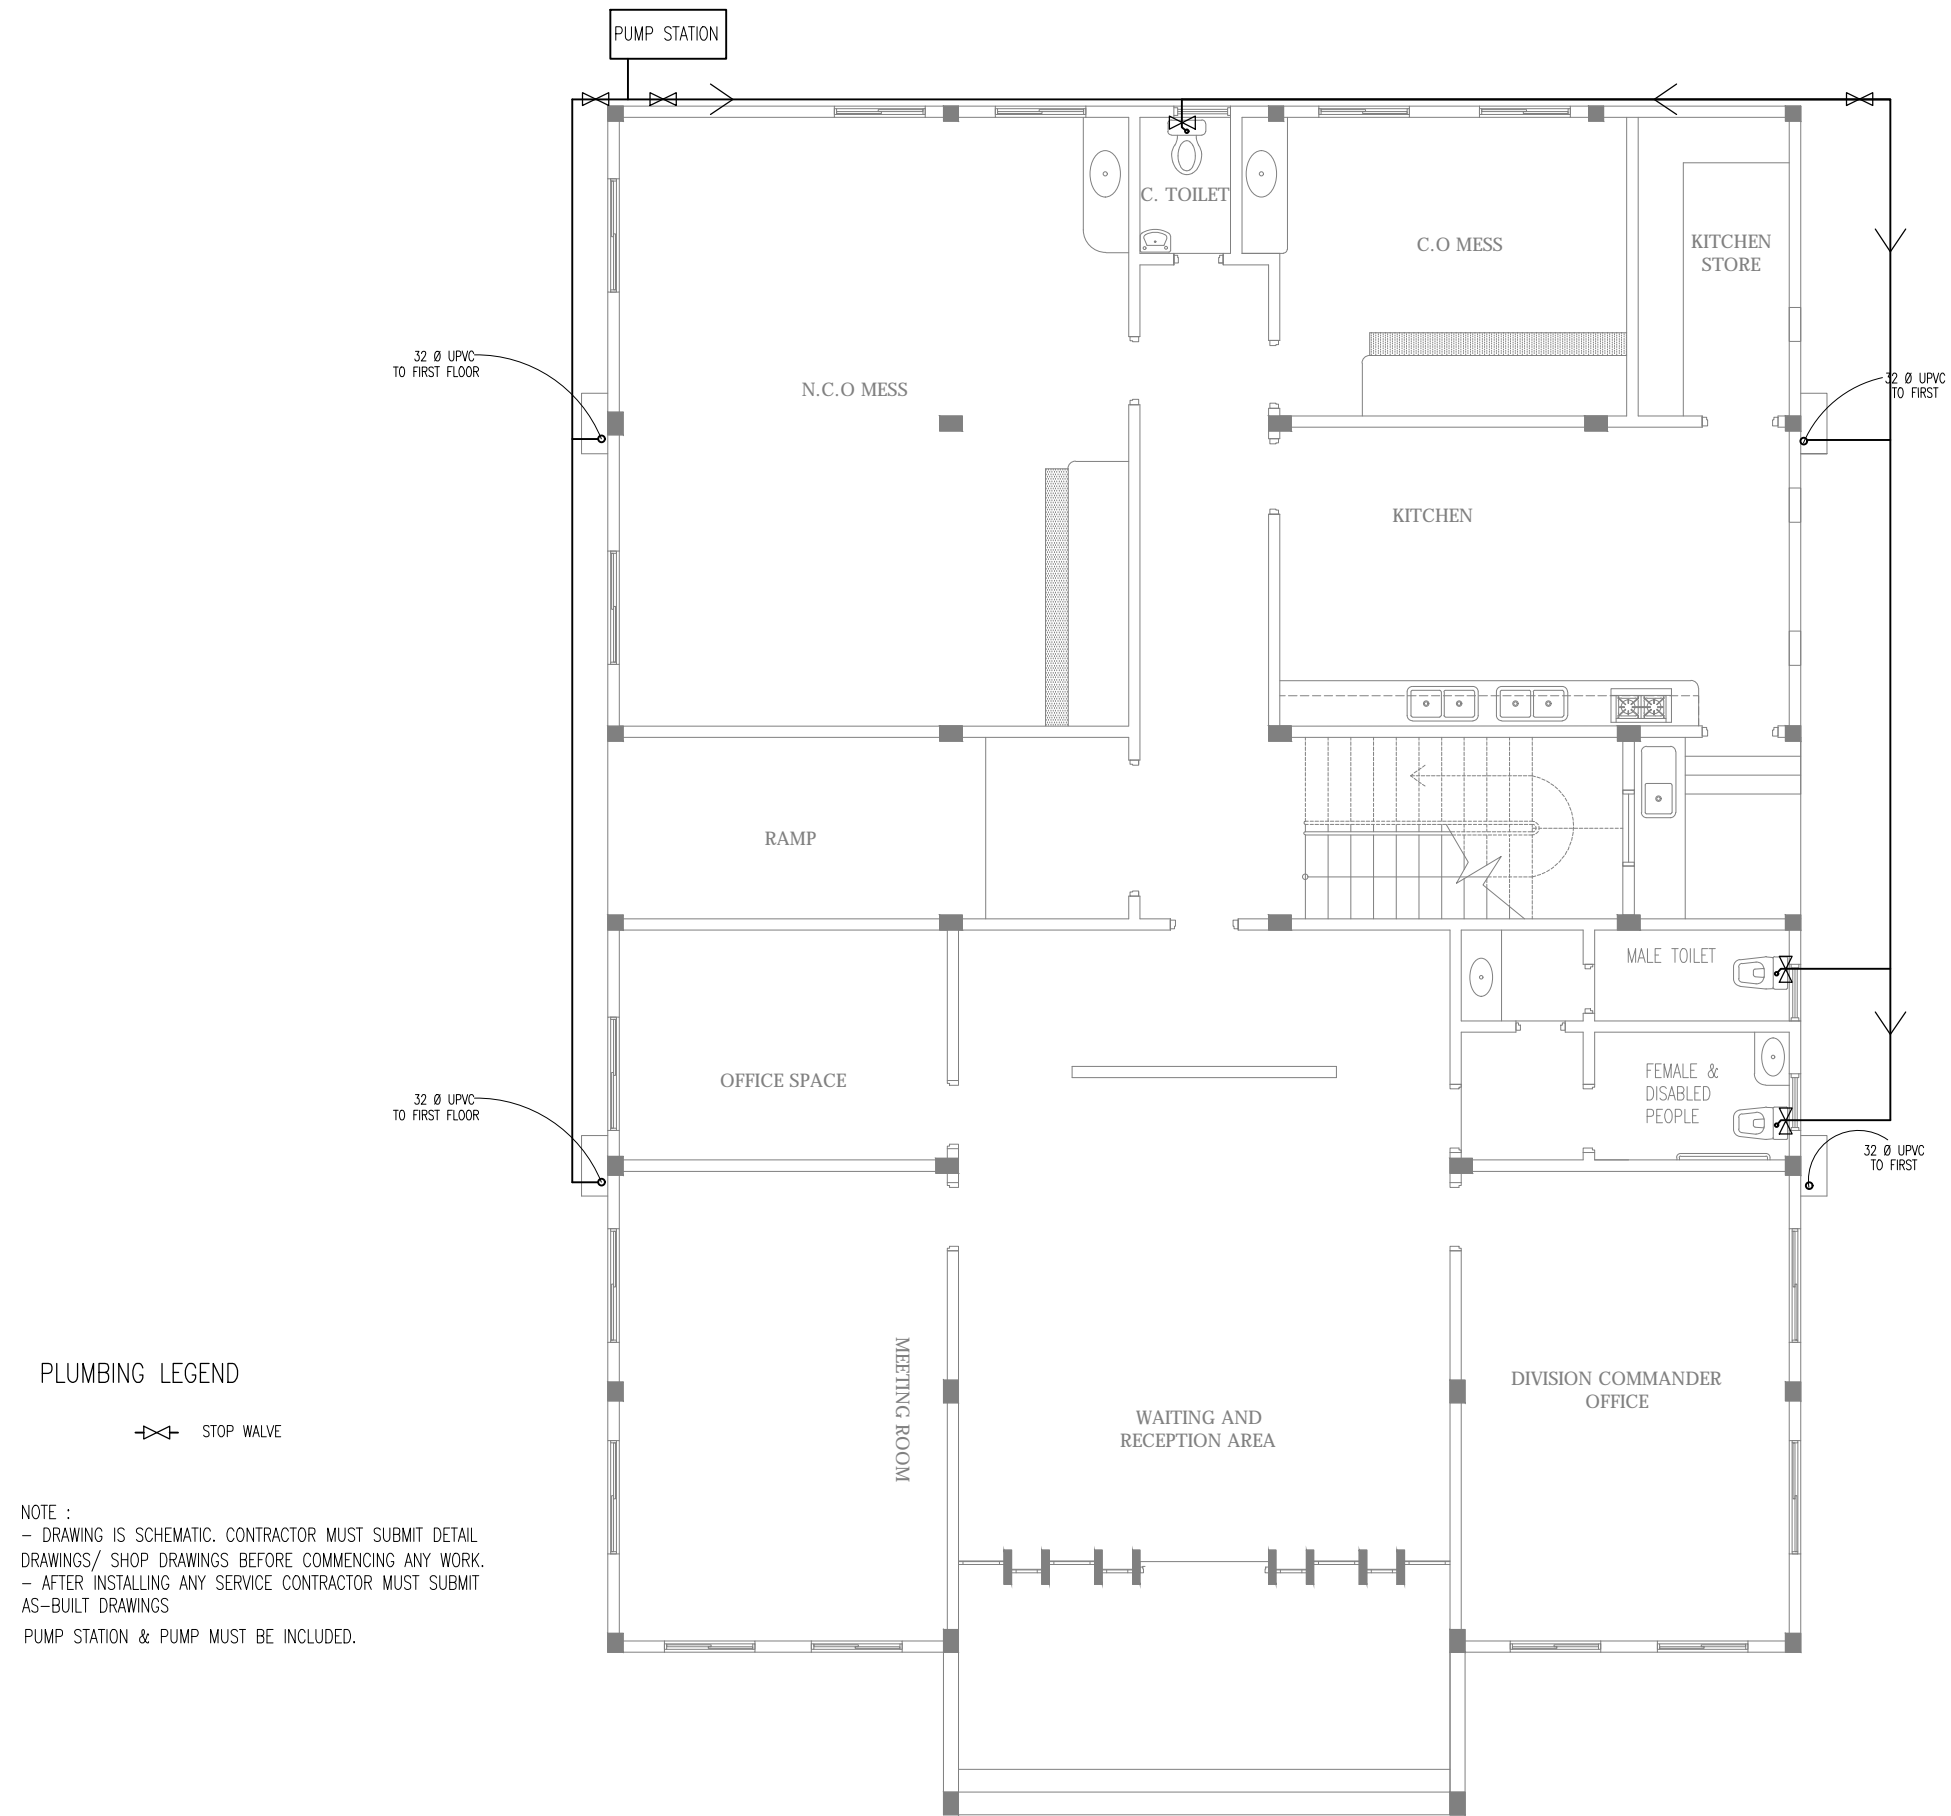 PUMP STATION
C. TOILET
C.O MESS
KITCHEN
STORE
32 Ø UPVC
TO FIRST FLOOR
N.C.O MESS
32 Ø UPVC
TO FIRST
KITCHEN
RAMP
MALE TOILET
OFFICE SPACE
FEMALE &
DISABLED
PEOPLE
32 Ø UPVC
TO FIRST FLOOR
32 Ø UPVC
TO FIRST
MEETING ROOM
WAITING AND
RECEPTION AREA
DIVISION COMMANDER
OFFICE
PLUMBING LEGEND
STOP WALVE
NOTE :
- DRAWING IS SCHEMATIC. CONTRACTOR MUST SUBMIT DETAIL
DRAWINGS/ SHOP DRAWINGS BEFORE COMMENCING ANY WORK.
- AFTER INSTALLING ANY SERVICE CONTRACTOR MUST SUBMIT
AS-BUILT DRAWINGS
PUMP STATION & PUMP MUST BE INCLUDED.